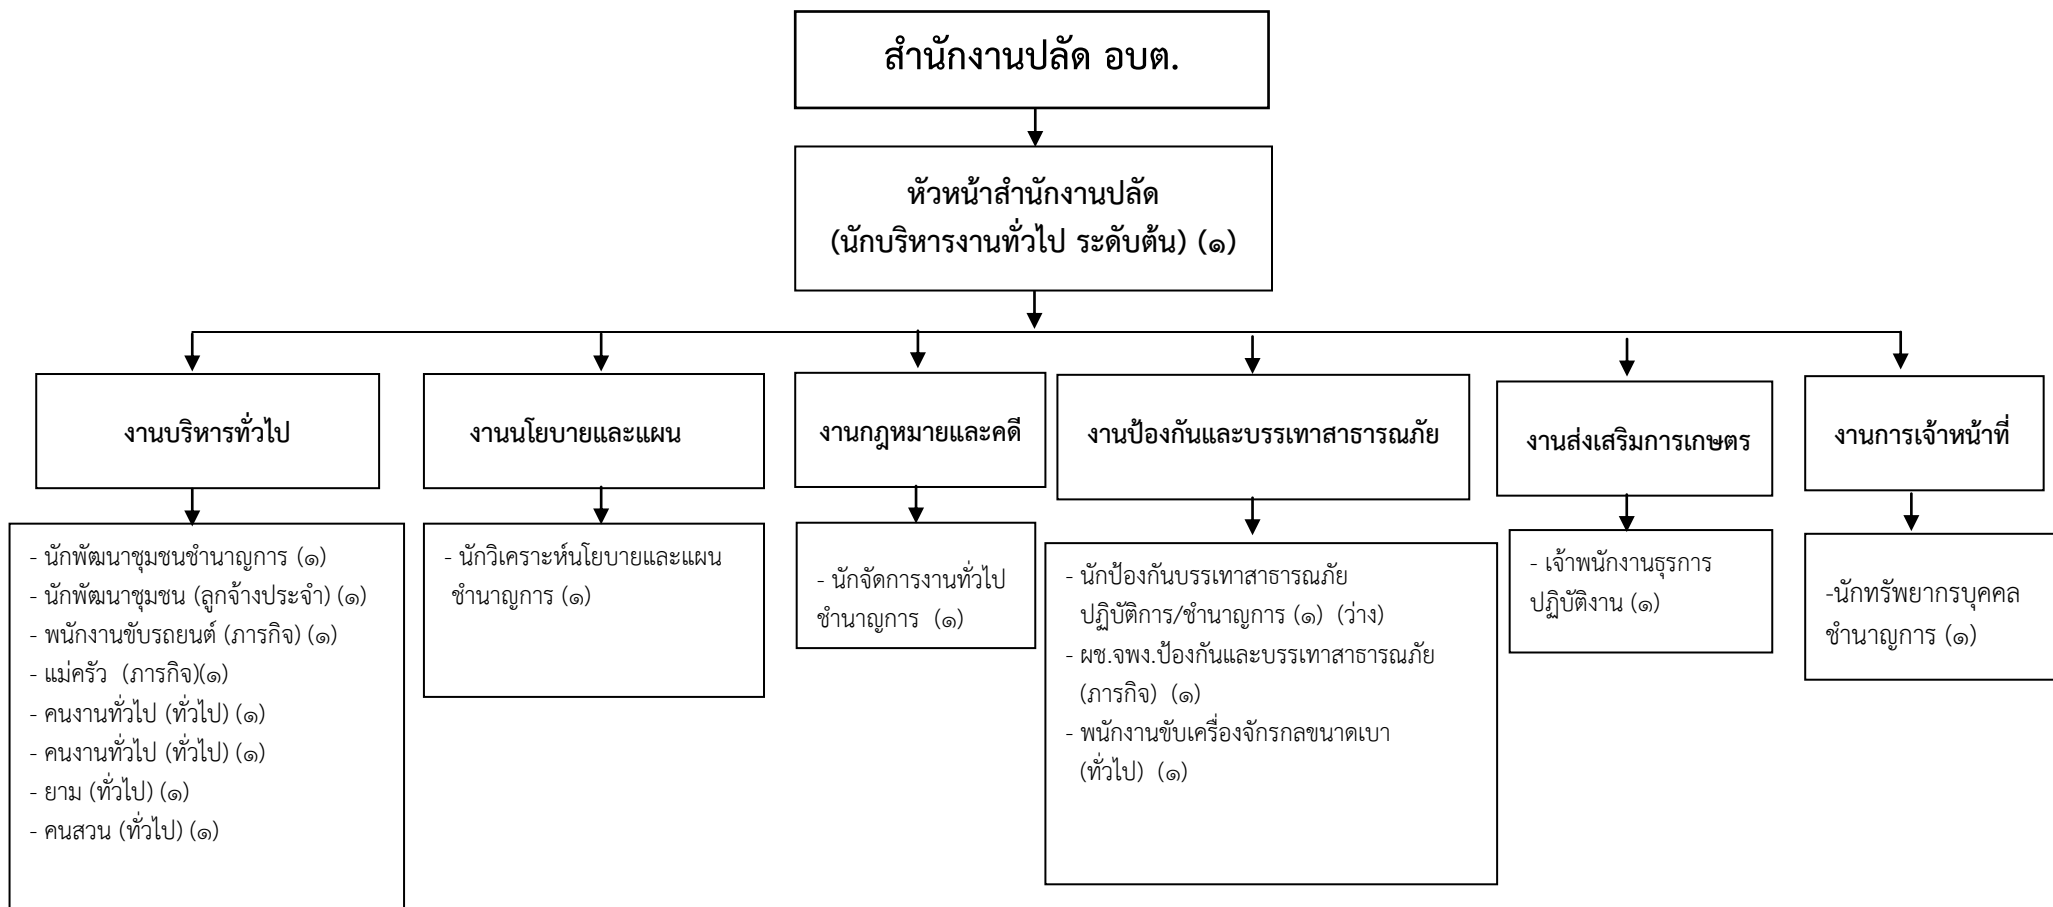 สำนักงานปลัด อบต.
หัวหน้าสำนักงานปลัด
(นักบริหารงานทั่วไป ระดับต้น) (๑)
งานบริหารทั่วไป
งานนโยบายและแผน
งานกฎหมายและคดี
งานป้องกันและบรรเทาสาธารณภัย
งานส่งเสริมการเกษตร
งานการเจ้าหน้าที่
- นักพัฒนาชุมชนชำนาญการ (๑)
- นักพัฒนาชุมชน (ลูกจ้างประจำ) (๑)
- พนักงานขับรถยนต์ (ภารกิจ) (๑)
- แม่ครัว (ภารกิจ)(๑)
- คนงานทั่วไป (ทั่วไป) (๑)
- คนงานทั่วไป (ทั่วไป) (๑)
- ยาม (ทั่วไป) (๑)
- คนสวน (ทั่วไป) (๑)
- นักวิเคราะห์นโยบายและแผน
ชำนาญการ (๑)
- นักจัดการงานทั่วไป
ชำนาญการ (๑)
- นักป้องกันบรรเทาสาธารณภัย
ปฏิบัติการ/ชำนาญการ (๑) (ว่าง)
- ผช.จพง.ป้องกันและบรรเทาสาธารณภัย
(ภารกิจ) (๑)
- พนักงานขับเครื่องจักรกลขนาดเบา
(ทั่วไป) (๑)
- เจ้าพนักงานธุรการ
ปฏิบัติงาน (๑)
-นักทรัพยากรบุคคล
ชำนาญการ (๑)